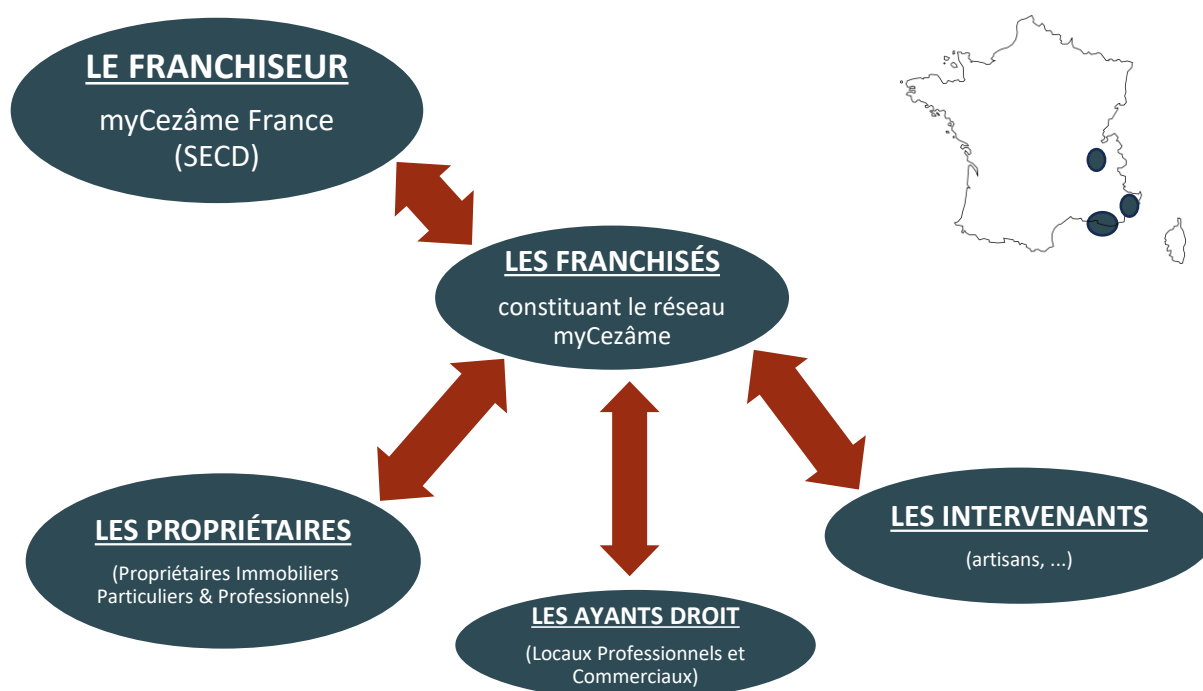 LE FRANCHISEUR
myCezâme France
(SECD)
LES FRANCHISÉS
constituant le réseau
myCezâme
LES PROPRIÉTAIRES
(Propriétaires Immobiliers
Particuliers & Professionnels)
LES AYANTS DROIT
(Locaux Professionnels et
Commerciaux)
LES INTERVENANTS
(artisans, ...)